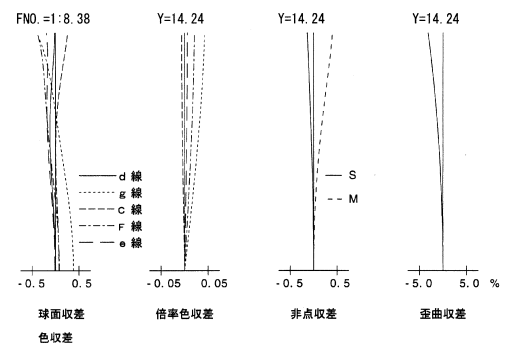 FNO.=1:8.38
Y=14.24
Y=14.24
Y=14.24
d 線
g 線
C 線
F 線
e 線
S
M
-0.5 0.5
-0.05 0.05
-0.5 0.5
-5.0 5.0 %
球面収差
色収差
倍率色収差
非点収差
歪曲収差